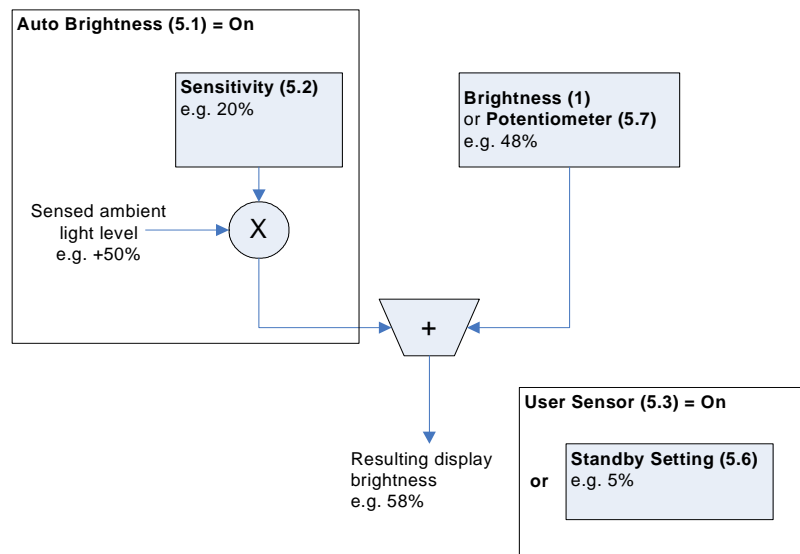 Auto Brightness (5.1) = On
Sensitivity (5.2)
e.g. 20%
Brightness (1)
or Potentiometer (5.7)
e.g. 48%
Sensed ambient
light level
e.g. +50%
X
+
Resulting display
brightness
e.g. 58%
User Sensor (5.3) = On
or
Standby Setting (5.6)
e.g. 5%